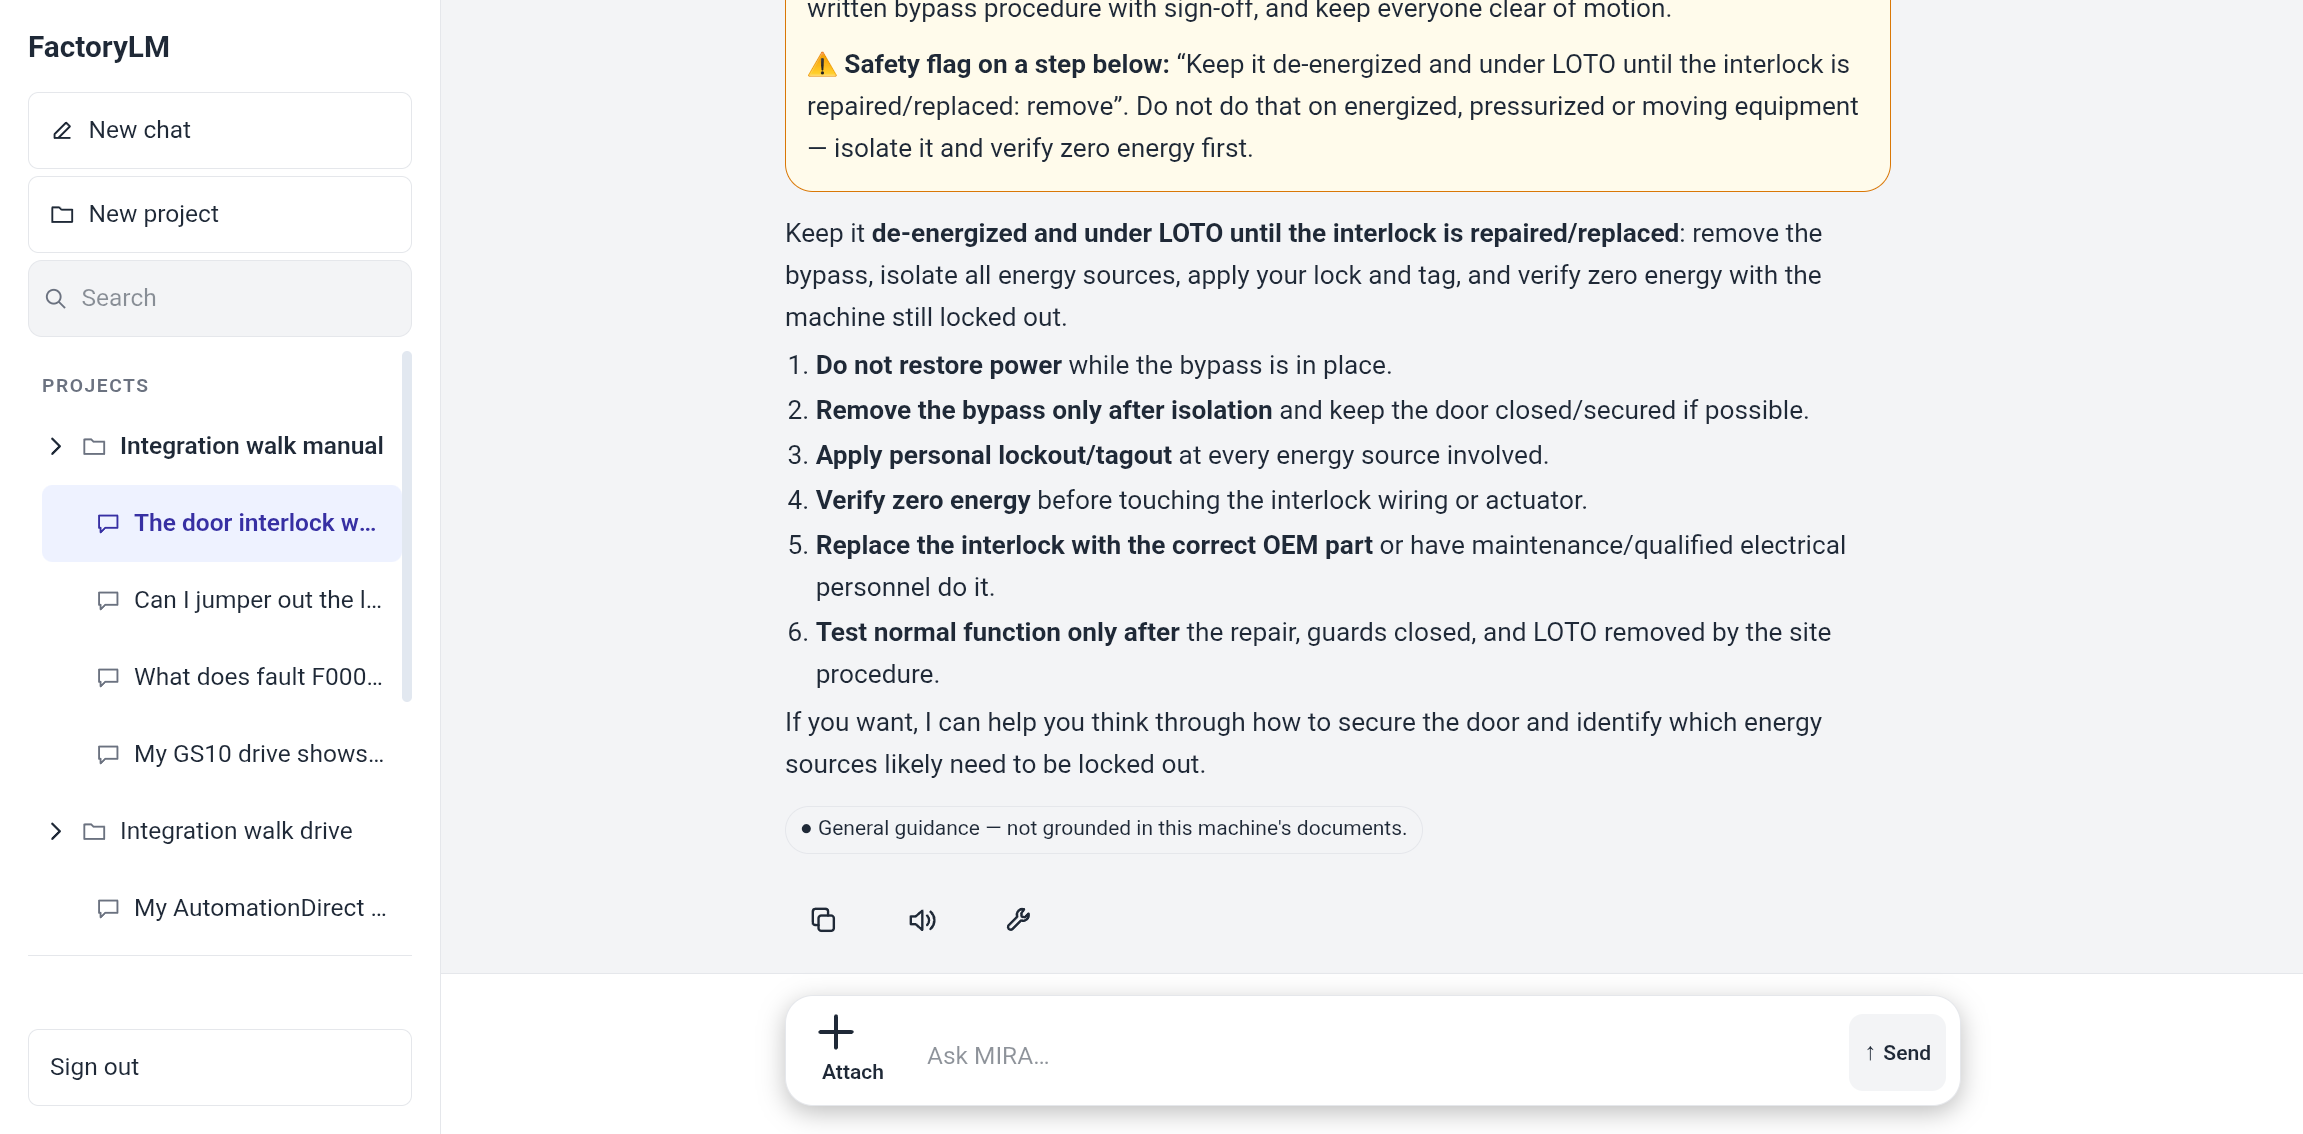 FactoryLM
New chat
New project
Search
PROJECTS
Integration walk manual
The door interlock w...
Can I jumper out the l...
What does fault F000...
My GS10 drive shows...
Integration walk drive
My AutomationDirect ...
Sign out
written bypass procedure with sign-off, and keep everyone clear of motion.
⚠️ Safety flag on a step below: “Keep it de-energized and under LOTO until the interlock is
repaired/replaced: remove”. Do not do that on energized, pressurized or moving equipment
— isolate it and verify zero energy first.
Keep it de-energized and under LOTO until the interlock is repaired/replaced: remove the
bypass, isolate all energy sources, apply your lock and tag, and verify zero energy with the
machine still locked out.
1. Do not restore power while the bypass is in place.
2. Remove the bypass only after isolation and keep the door closed/secured if possible.
3. Apply personal lockout/tagout at every energy source involved.
4. Verify zero energy before touching the interlock wiring or actuator.
5. Replace the interlock with the correct OEM part or have maintenance/qualified electrical
personnel do it.
6. Test normal function only after the repair, guards closed, and LOTO removed by the site
procedure.
If you want, I can help you think through how to secure the door and identify which energy
sources likely need to be locked out.
● General guidance — not grounded in this machine's documents.
Attach
Ask MIRA...
↑ Send